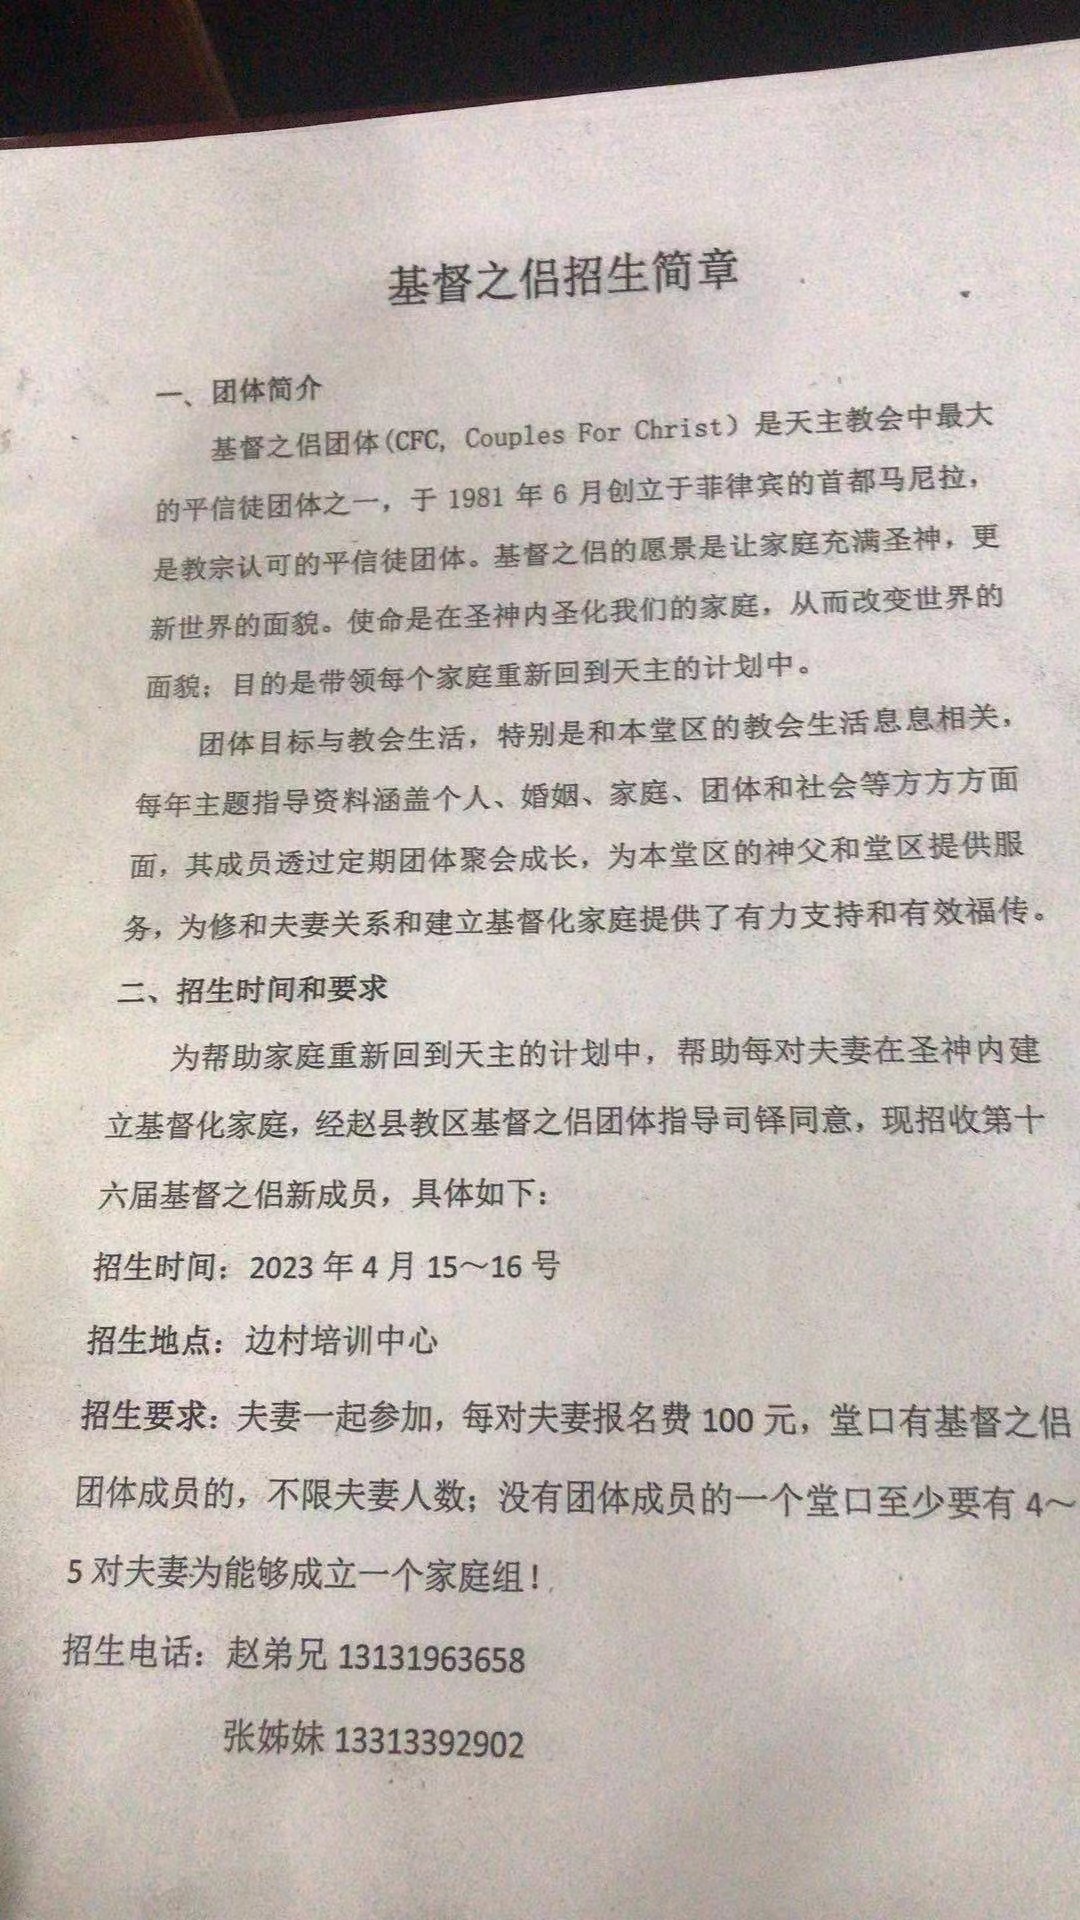 基督之侣招生简章
一、团体简介
基督之侣团体(CFC, Couples For Christ）是天主教会中最大
的平信徒团体之一，于 1981 年 6 月创立于菲律宾的首都马尼拉，
是教宗认可的平信徒团体。基督之侣的愿景是让家庭充满圣神，更
新世界的面貌。使命是在圣神内圣化我们的家庭，从而改变世界的
面貌；目的是带领每个家庭重新回到天主的计划中。
团体目标与教会生活，特别是和本堂区的教会生活息息相关，
每年主题指导资料涵盖个人、婚姻、家庭、团体和社会等方方方面
面，其成员透过定期团体聚会成长，为本堂区的神父和堂区提供服
务，为修和夫妻关系和建立基督化家庭提供了有力支持和有效福传。
二、招生时间和要求
为帮助家庭重新回到天主的计划中，帮助每对夫妻在圣神内建
立基督化家庭，经赵县教区基督之侣团体指导司铎同意，现招收第十
六届基督之侣新成员，具体如下：
招生时间：2023 年 4 月 15～16 号
招生地点：边村培训中心
招生要求：夫妻一起参加，每对夫妻报名费 100 元，堂口有基督之侣
团体成员的，不限夫妻人数；没有团体成员的一个堂口至少要有 4～
5 对夫妻为能够成立一个家庭组！
招生电话：赵弟兄 13131963658
张姊妹 13313392902